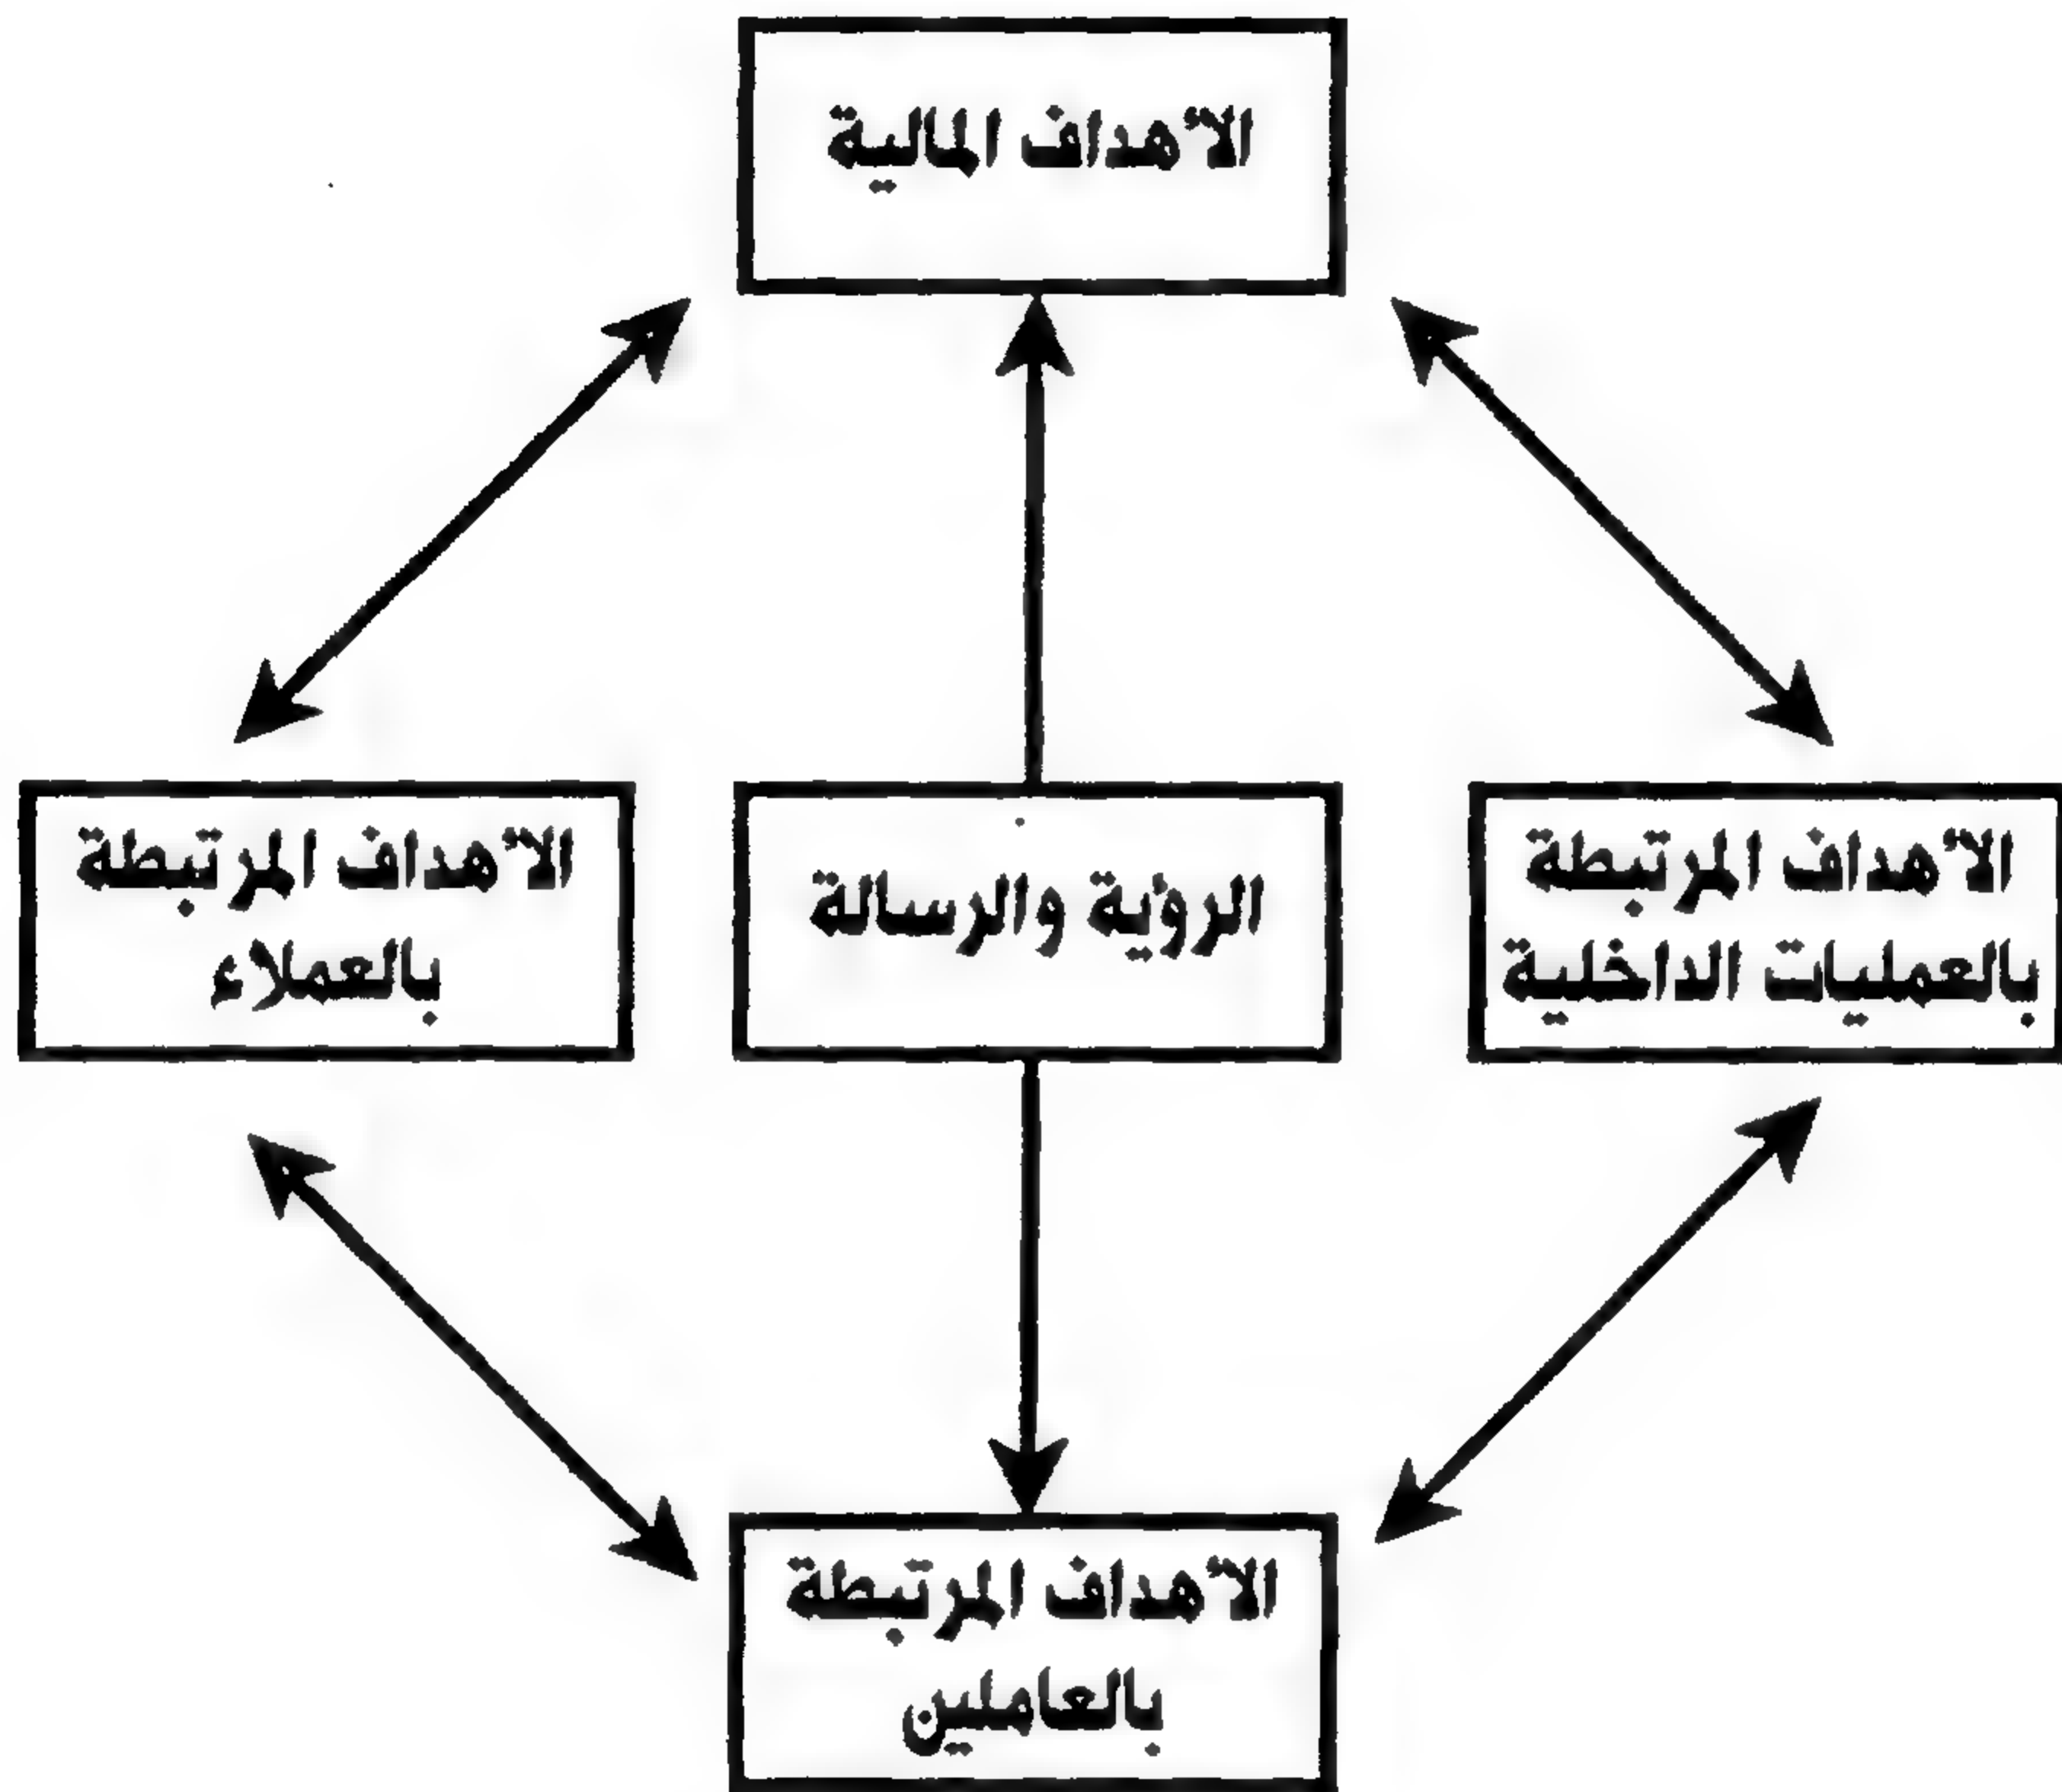 الأهداف المالية
الأهداف المرتبطة
بالعمليات الداخلية
الرؤية والرسالة
الأهداف المرتبطة
بالعملاء
الأهداف المرتبطة
بالعاملين